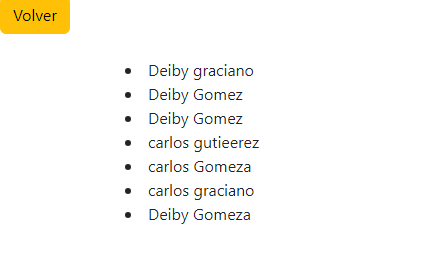 Volver
Deiby graciano
Deiby Gomez
Deiby Gomez
carlos gutieerez
carlos Gomeza
carlos graciano
Deiby Gomeza